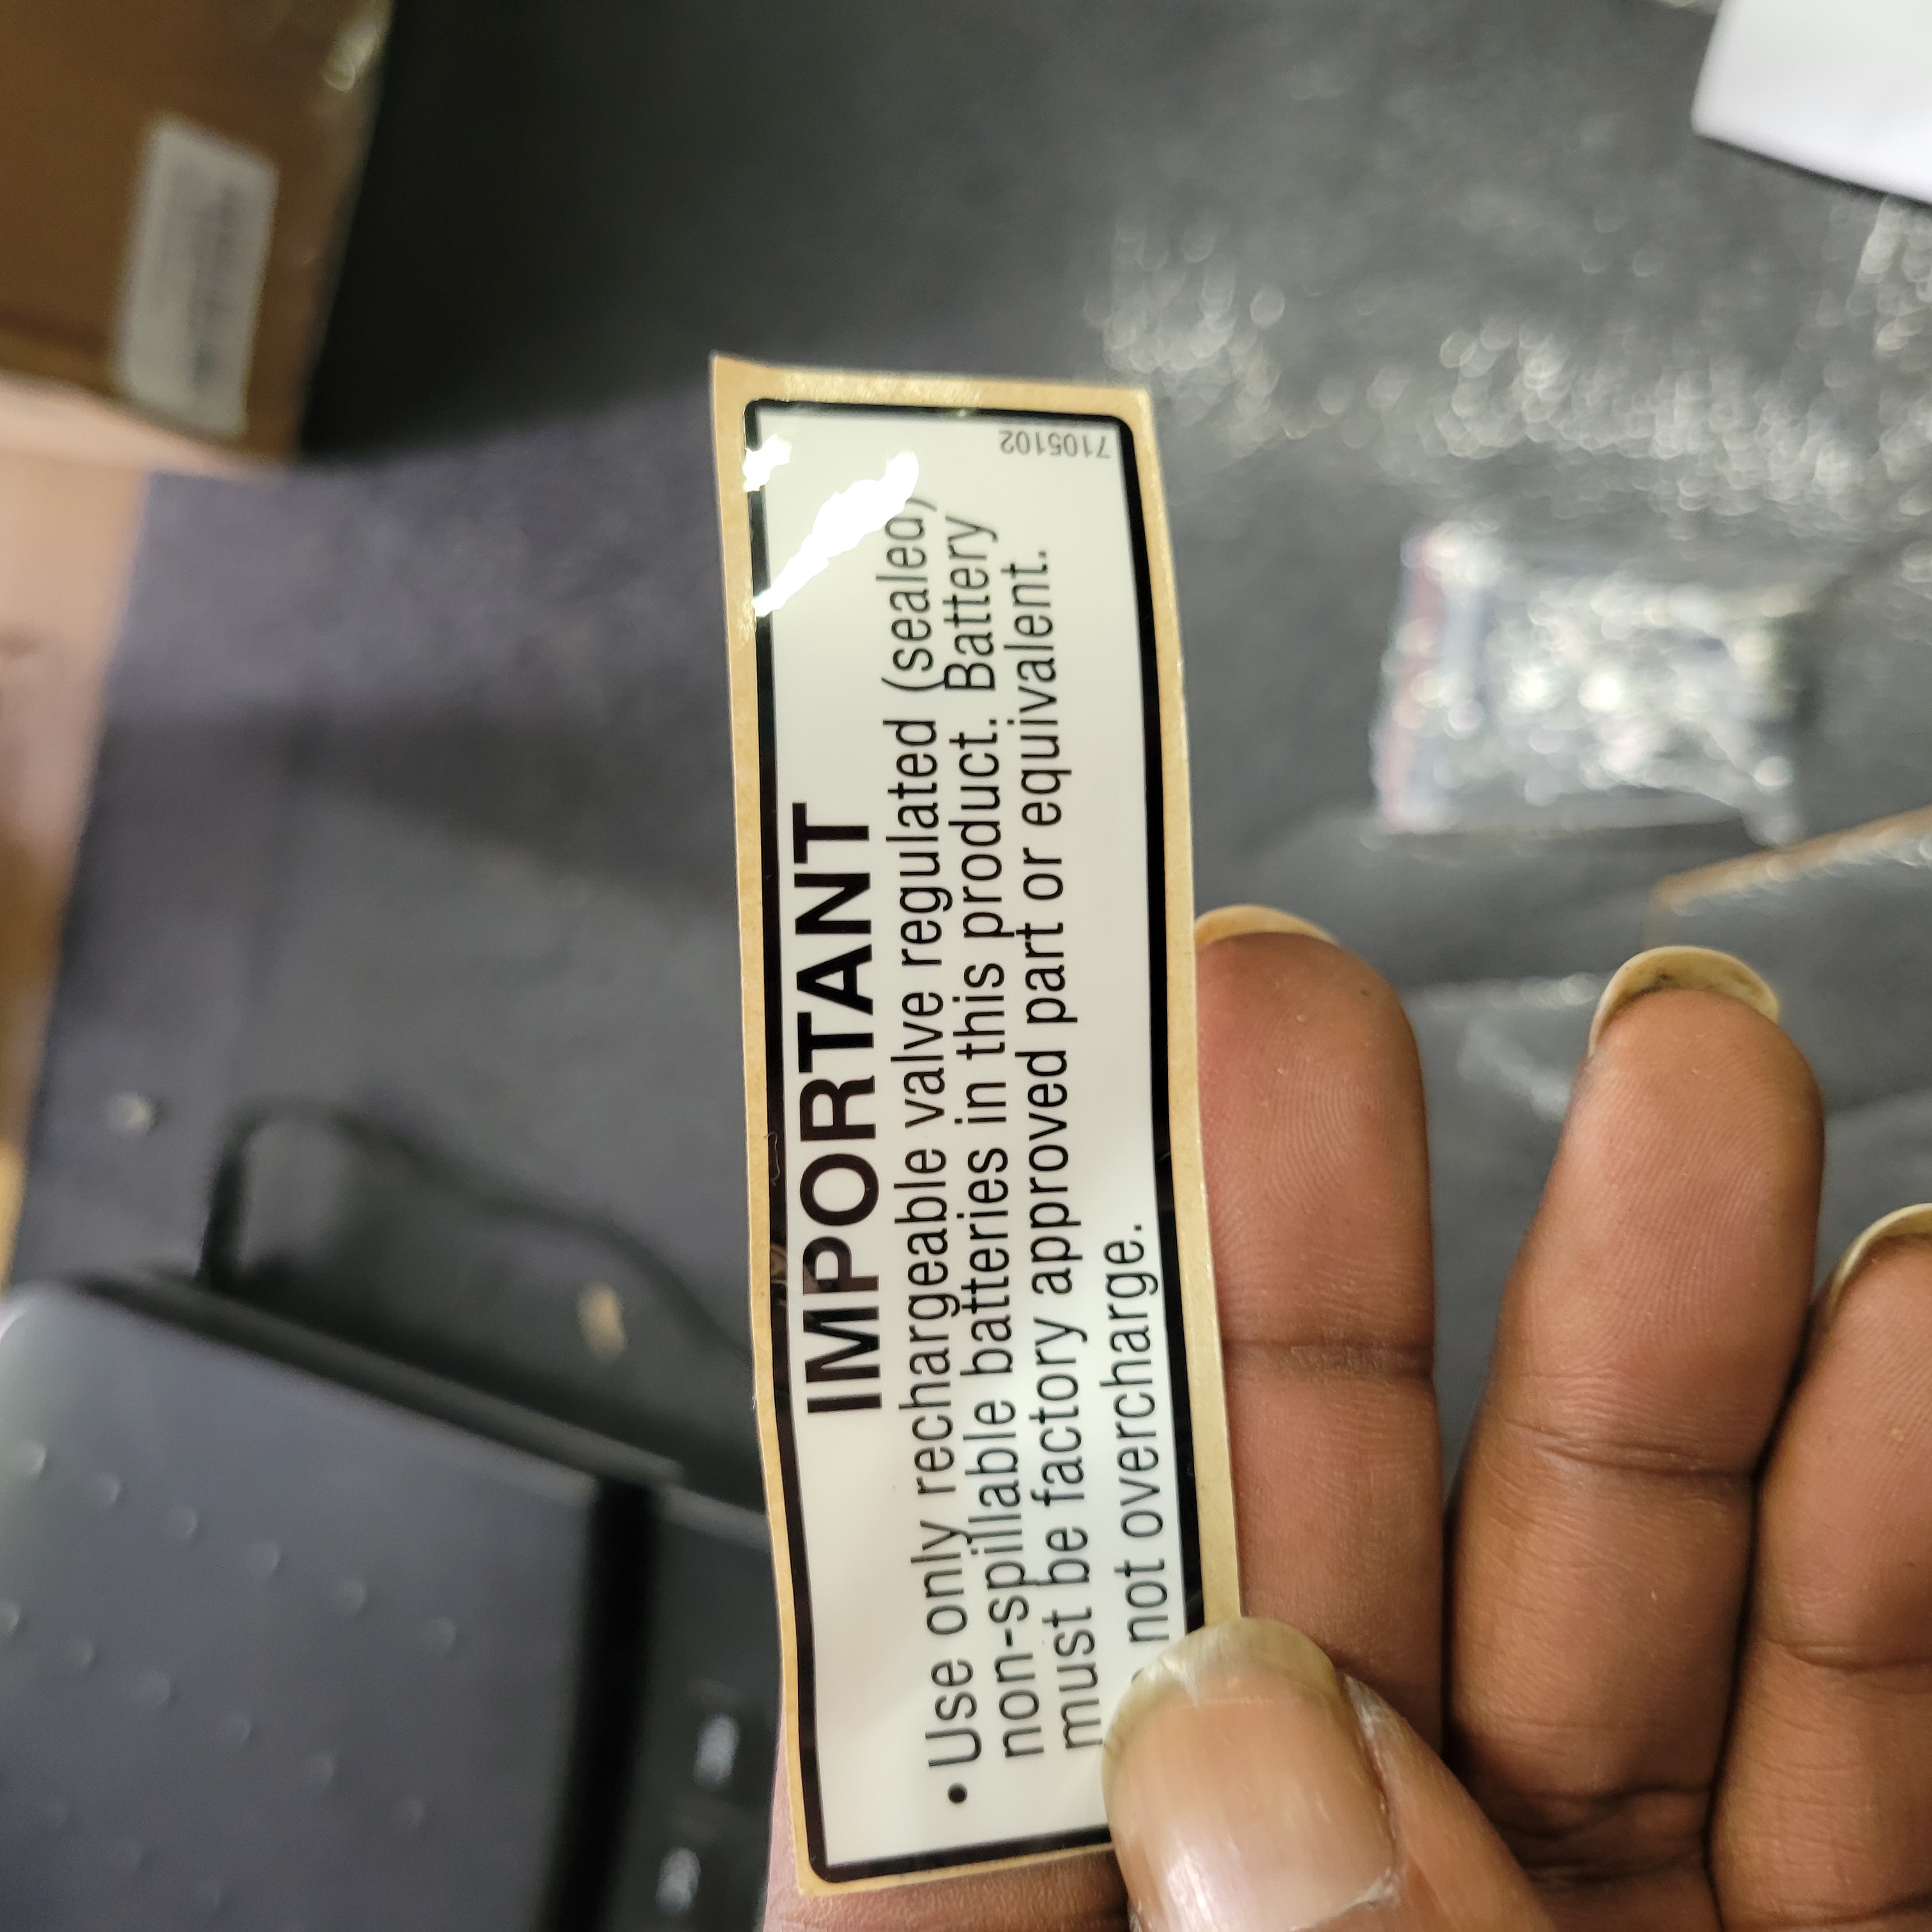 IMPORTANT
• Use only rechargeable valve regulated (sealed)
non-spillable batteries in this product. Battery
must be factory approved part or equivalent.
not overcharge.
7105102